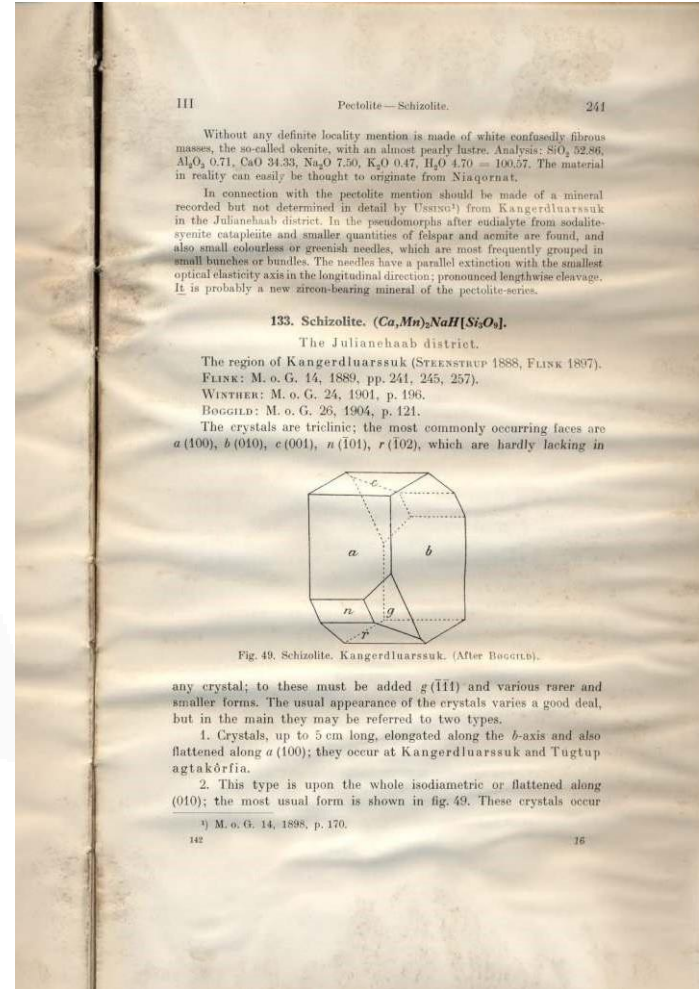 III Pectolite — Schizolite. 241
Without any definite locality mention is made of white confusedly fibrous
masses, the so-called okenite, with an almost pearly lustre. Analysis: SiO₂ 52.86,
Al₂O₃ 0.71, CaO 34.33, Na₂O 7.50, K₂O 0.47, H₂O 4.70 = 100.57. The material
in reality can easily be thought to originate from Niaqornat.
In connection with the pectolite mention should be made of a mineral
recorded but not determined in detail by Ussing¹) from Kangerdluarssuk
in the Julianehaab district. In the pseudomorphs after eudialyte from sodalite-
syenite catapleiite and smaller quantities of felspar and acmite are found, and
also small colourless or greenish needles, which are most frequently grouped in
small bunches or bundles. The needles have a parallel extinction with the smallest
optical elasticity axis in the longitudinal direction; pronounced lengthwise cleavage.
It is probably a new zircon-bearing mineral of the pectolite-series.
133. Schizolite. (Ca,Mn)₂NaH[Si₃O₉].
The Julianehaab district.
The region of Kangerdluarssuk (Steenstrup 1888, Flink 1897).
Flink: M. o. G. 14, 1889, pp. 241, 245, 257).
Winther: M. o. G. 24, 1901, p. 196.
Bøggild: M. o. G. 26, 1904, p. 121.
The crystals are triclinic; the most commonly occurring faces are
a (100), b (010), c (001), n (1̄01), r (1̄02), which are hardly lacking in
c
a b
n g
r
Fig. 49. Schizolite. Kangerdluarssuk. (After Bøggild).
any crystal; to these must be added g (1̄1̄1) and various rarer and
smaller forms. The usual appearance of the crystals varies a good deal,
but in the main they may be referred to two types.
1. Crystals, up to 5 cm long, elongated along the b-axis and also
flattened along a (100); they occur at Kangerdluarssuk and Tugtup
agtakôrfia.
2. This type is upon the whole isodiametric or flattened along
(010); the most usual form is shown in fig. 49. These crystals occur
¹) M. o. G. 14, 1898, p. 170.
142 16